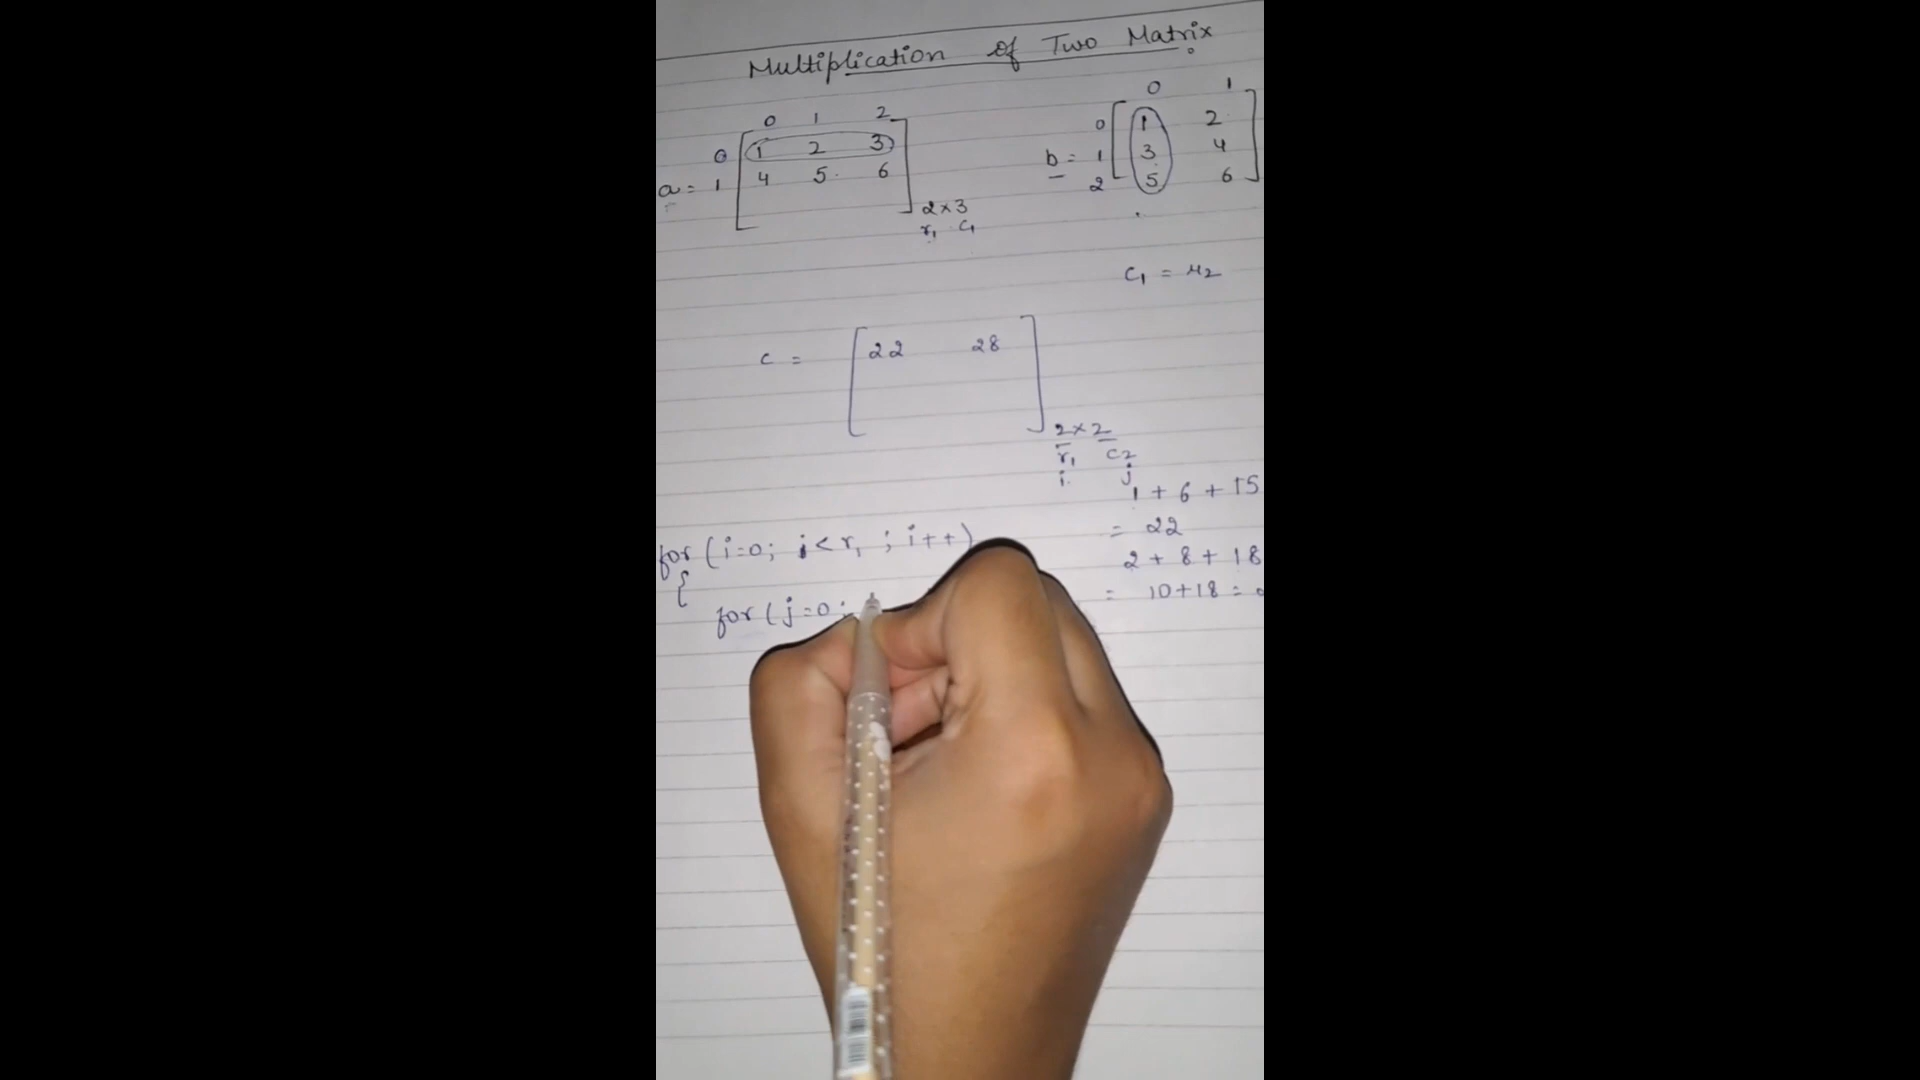 Multiplication of Two Matrix
0 1 2
0 1 2 3
a = 1 4 5 6
2×3
r1 c1
0 1
0 1 2
b = 1 3 4
2 5 6
c1 = r2
c = 22 28
2×2
r1 c2
i j
1 + 6 + 15
= 22
2 + 8 + 18
= 10+18 =
for (i=0; i<r1 ; i++)
{
for (j=0;